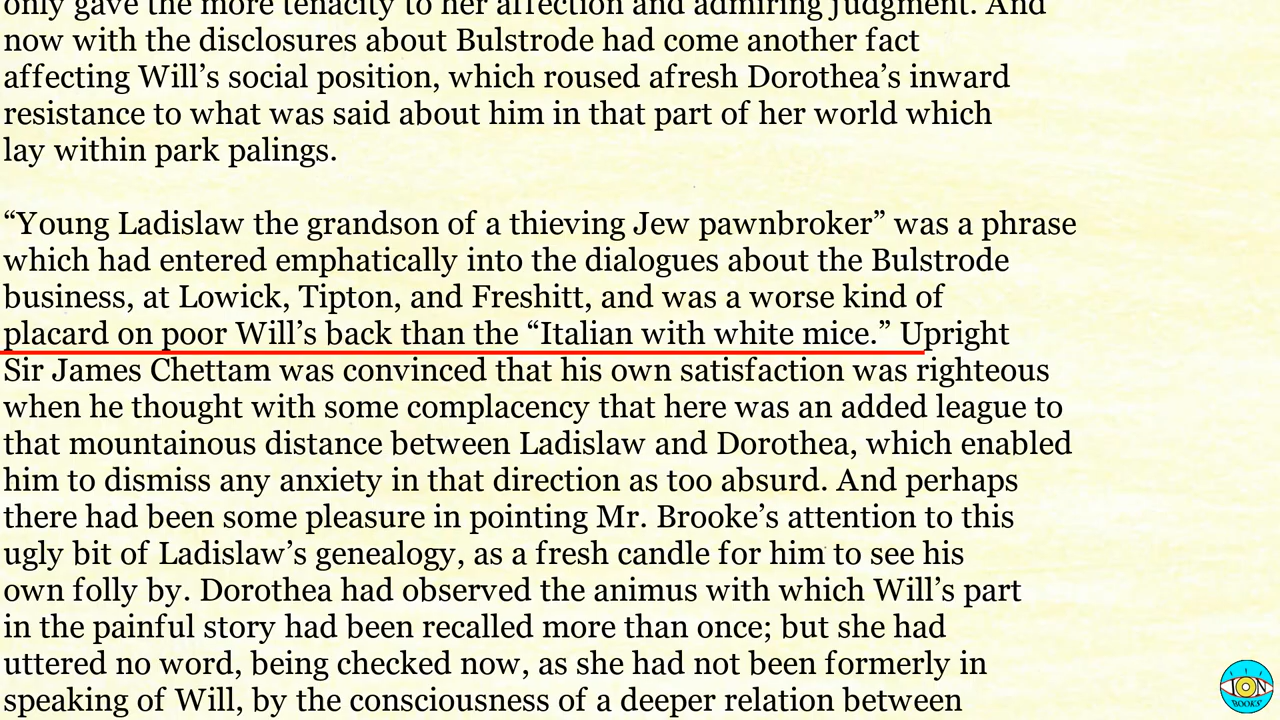 only gave the more tenacity to her affection and admiring judgment. And
now with the disclosures about Bulstrode had come another fact
affecting Will’s social position, which roused afresh Dorothea’s inward
resistance to what was said about him in that part of her world which
lay within park palings.
“Young Ladislaw the grandson of a thieving Jew pawnbroker” was a phrase
which had entered emphatically into the dialogues about the Bulstrode
business, at Lowick, Tipton, and Freshitt, and was a worse kind of
placard on poor Will’s back than the “Italian with white mice.” Upright
Sir James Chettam was convinced that his own satisfaction was righteous
when he thought with some complacency that here was an added league to
that mountainous distance between Ladislaw and Dorothea, which enabled
him to dismiss any anxiety in that direction as too absurd. And perhaps
there had been some pleasure in pointing Mr. Brooke’s attention to this
ugly bit of Ladislaw’s genealogy, as a fresh candle for him to see his
own folly by. Dorothea had observed the animus with which Will’s part
in the painful story had been recalled more than once; but she had
uttered no word, being checked now, as she had not been formerly in
speaking of Will, by the consciousness of a deeper relation between
ION
BOOKS